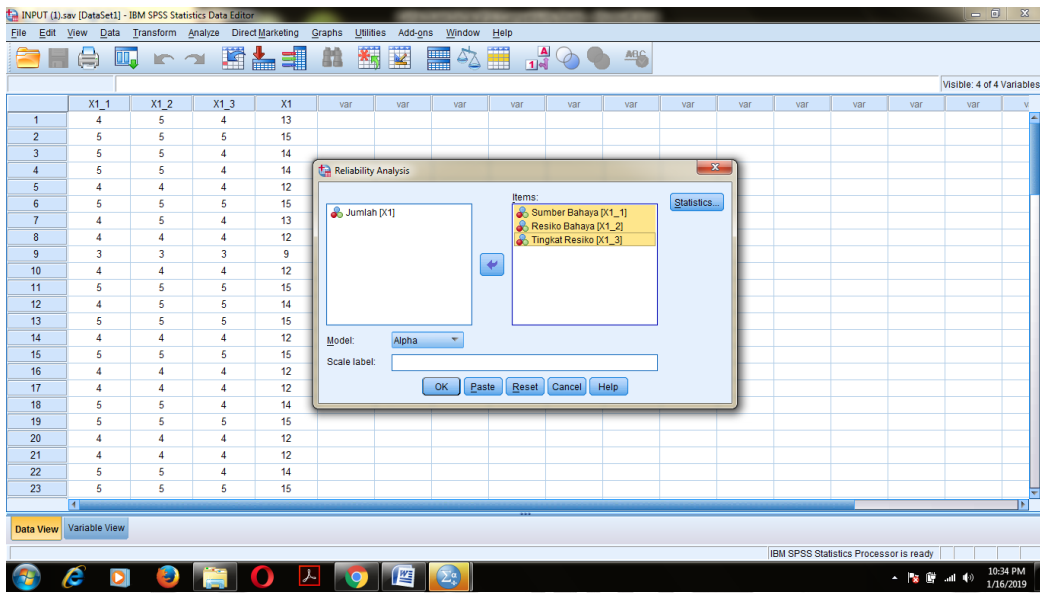 INPUT (1).sav [DataSet1] - IBM SPSS Statistics Data Editor
File Edit View Data Transform Analyze Direct Marketing Graphs Utilities Add-ons Window Help
Visible: 4 of 4 Variables
X1_1 X1_2 X1_3 X1 var var var var var var var var var var var var v
1 4 5 4 13
2 5 5 5 15
3 5 5 4 14
4 5 5 4 14
5 4 4 4 12
6 5 5 5 15
7 4 5 4 13
8 4 4 4 12
9 3 3 3 9
10 4 4 4 12
11 5 5 5 15
12 4 5 5 14
13 5 5 5 15
14 4 4 4 12
15 5 5 5 15
16 4 4 4 12
17 4 4 4 12
18 5 5 4 14
19 5 5 5 15
20 4 4 4 12
21 4 4 4 12
22 5 5 4 14
23 5 5 5 15
Reliability Analysis
Jumlah [X1]
Items:
Sumber Bahaya [X1_1]
Resiko Bahaya [X1_2]
Tingkat Resiko [X1_3]
Statistics...
Model: Alpha
Scale label:
OK Paste Reset Cancel Help
Data View Variable View
IBM SPSS Statistics Processor is ready
10:34 PM
1/16/2019